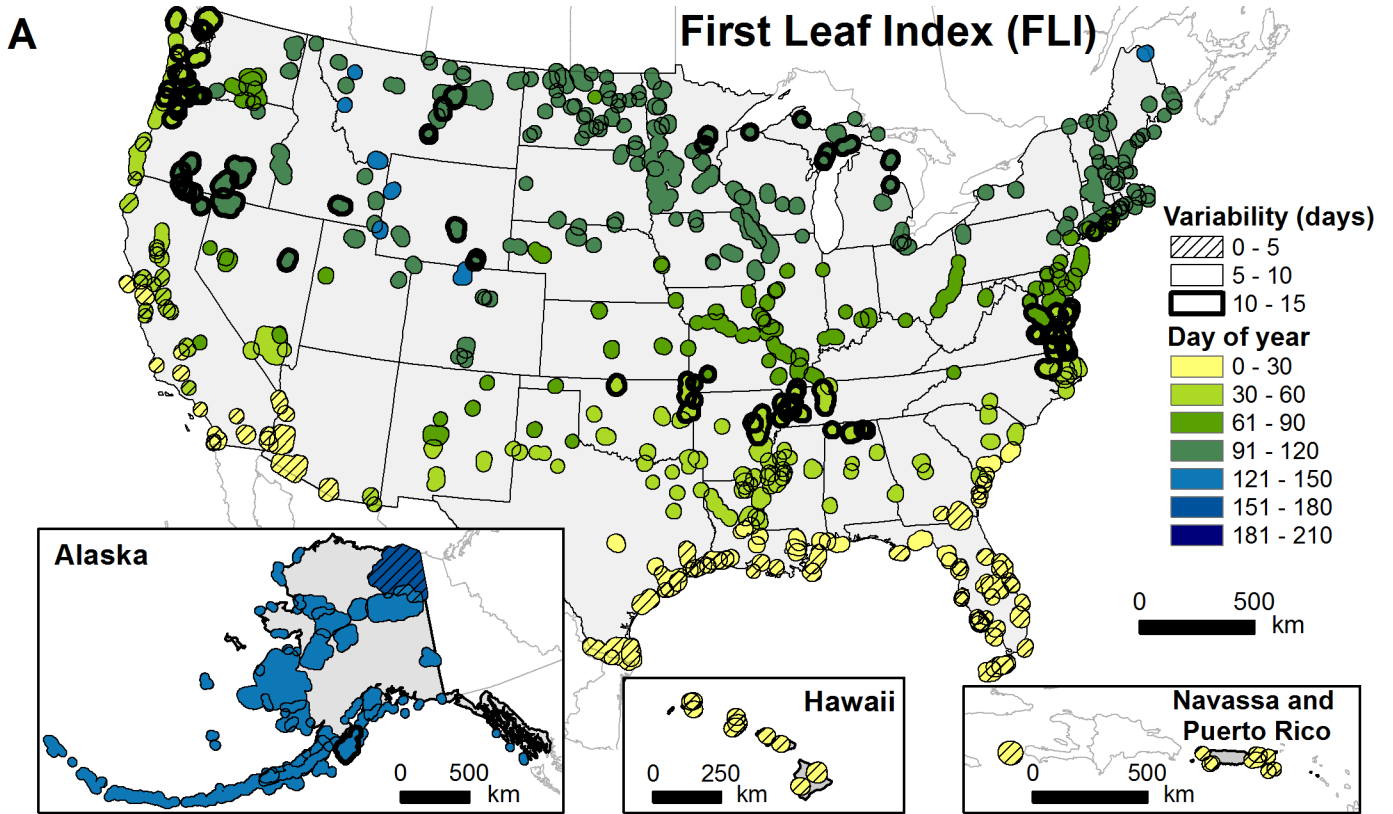 A
First Leaf Index (FLI)
Variability (days)
0 - 5
5 - 10
10 - 15
Day of year
0 - 30
30 - 60
61 - 90
91 - 120
121 - 150
151 - 180
181 - 210
0 500
km
Alaska
0 500
km
Hawaii
0 250
km
Navassa and
Puerto Rico
0 500
km